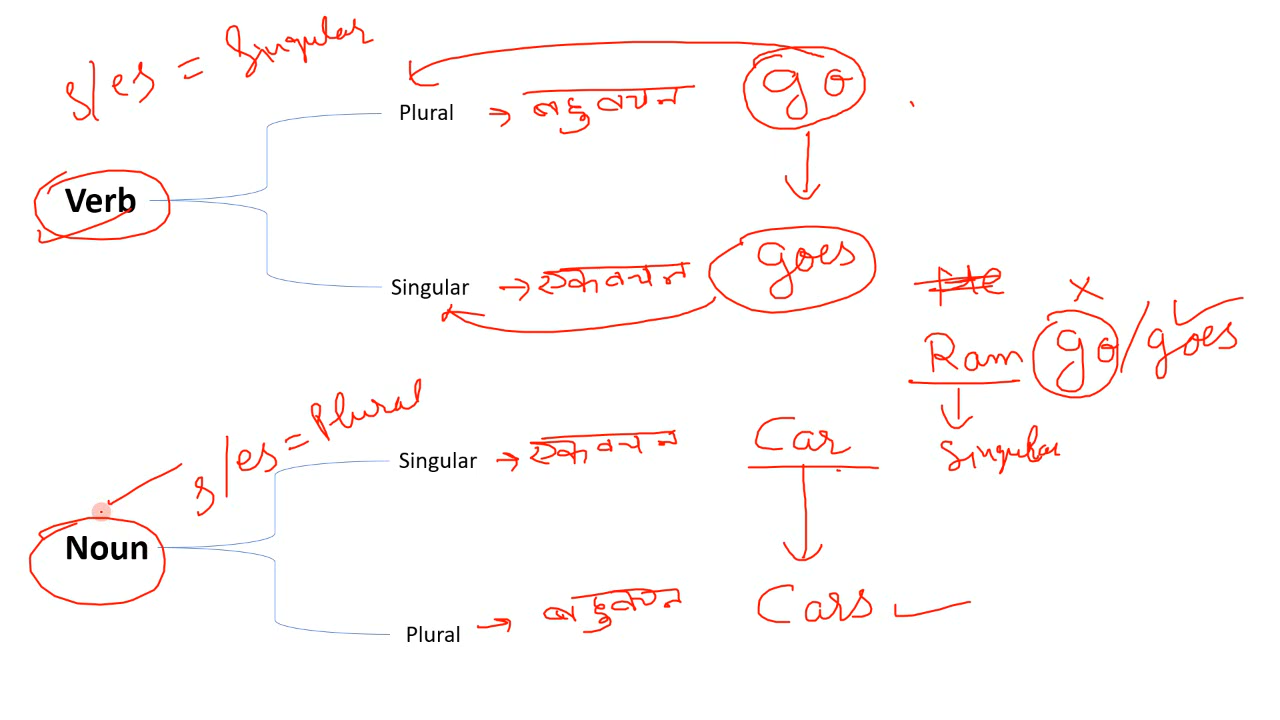 s/es = Singular
Plural → बहुवचन go
Verb
Singular → एकवचन goes
He
Ram go/goes
Singular
s/es = Plural
Singular → एकवचन Car
Noun
Plural → बहुवचन Cars